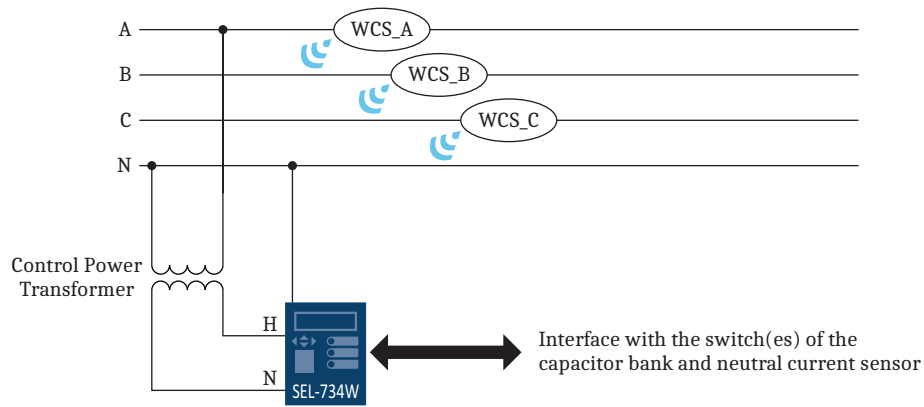 A
WCS_A
B
WCS_B
C
WCS_C
N
Control Power
Transformer
H
N
SEL-734W
Interface with the switch(es) of the
capacitor bank and neutral current sensor